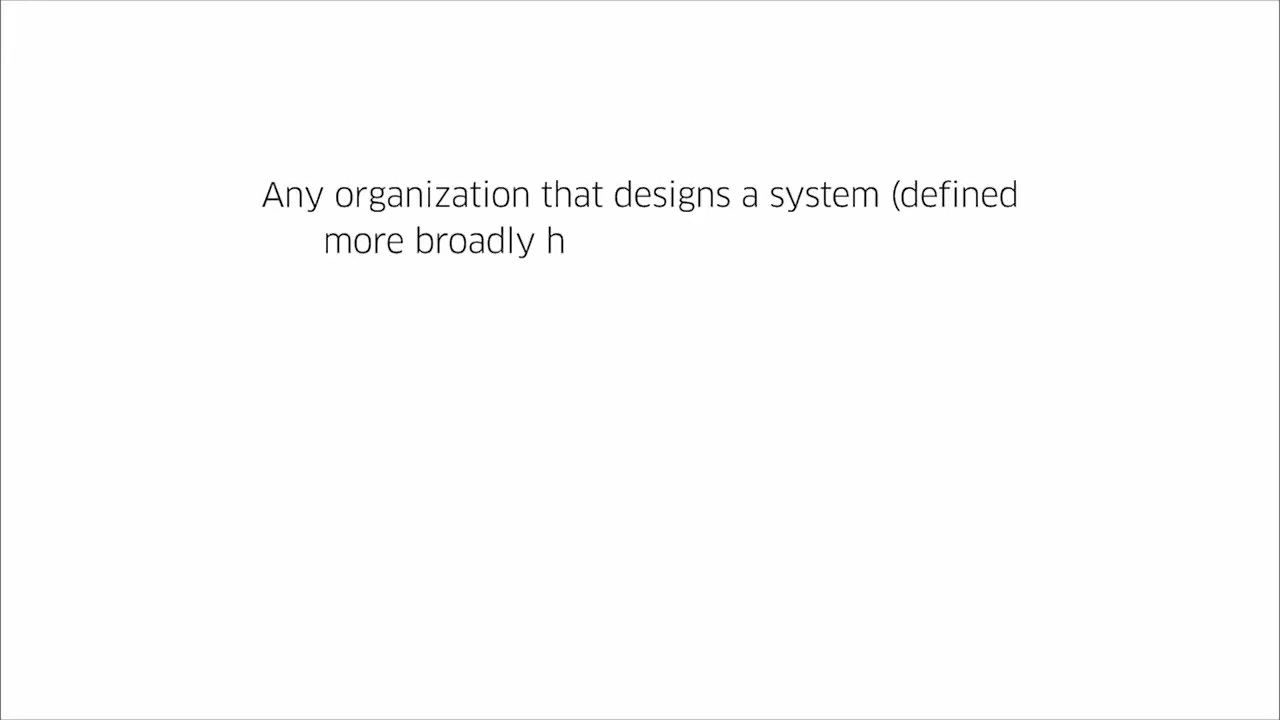 Any organization that designs a system (defined
more broadly h